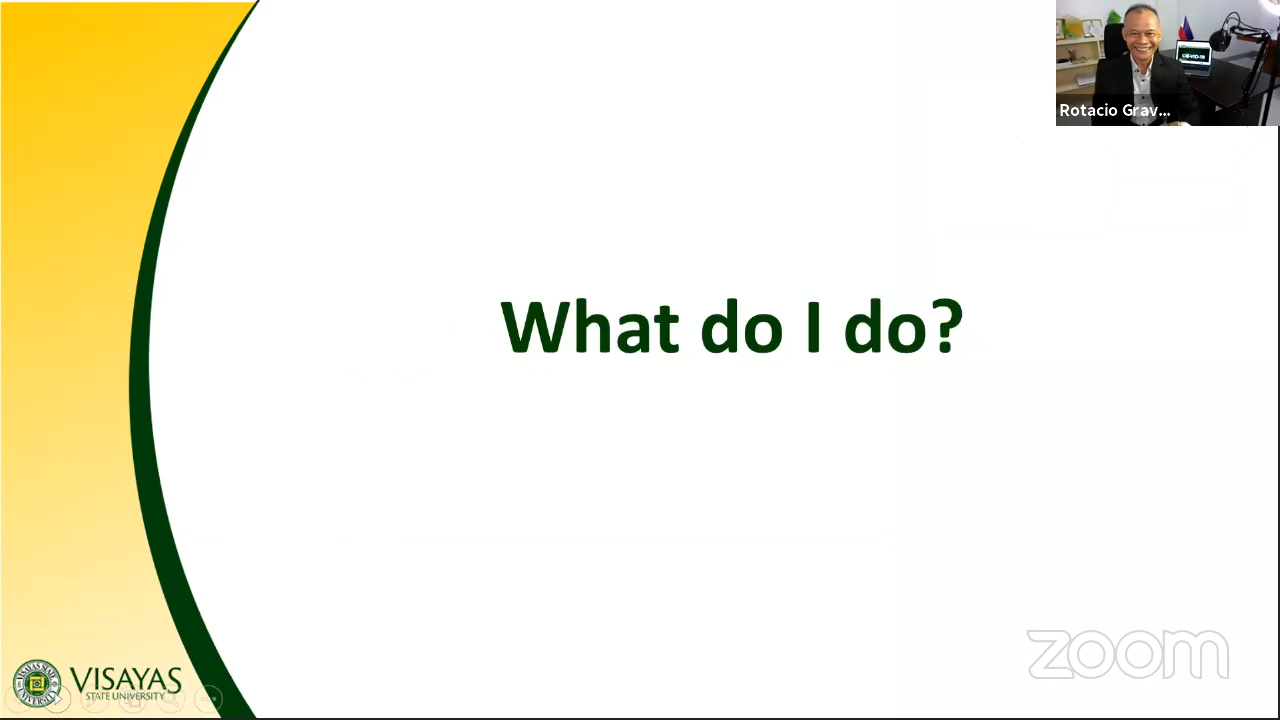 Rotacio Grav...
What do I do?
VISAYAS
STATE UNIVERSITY
zoom